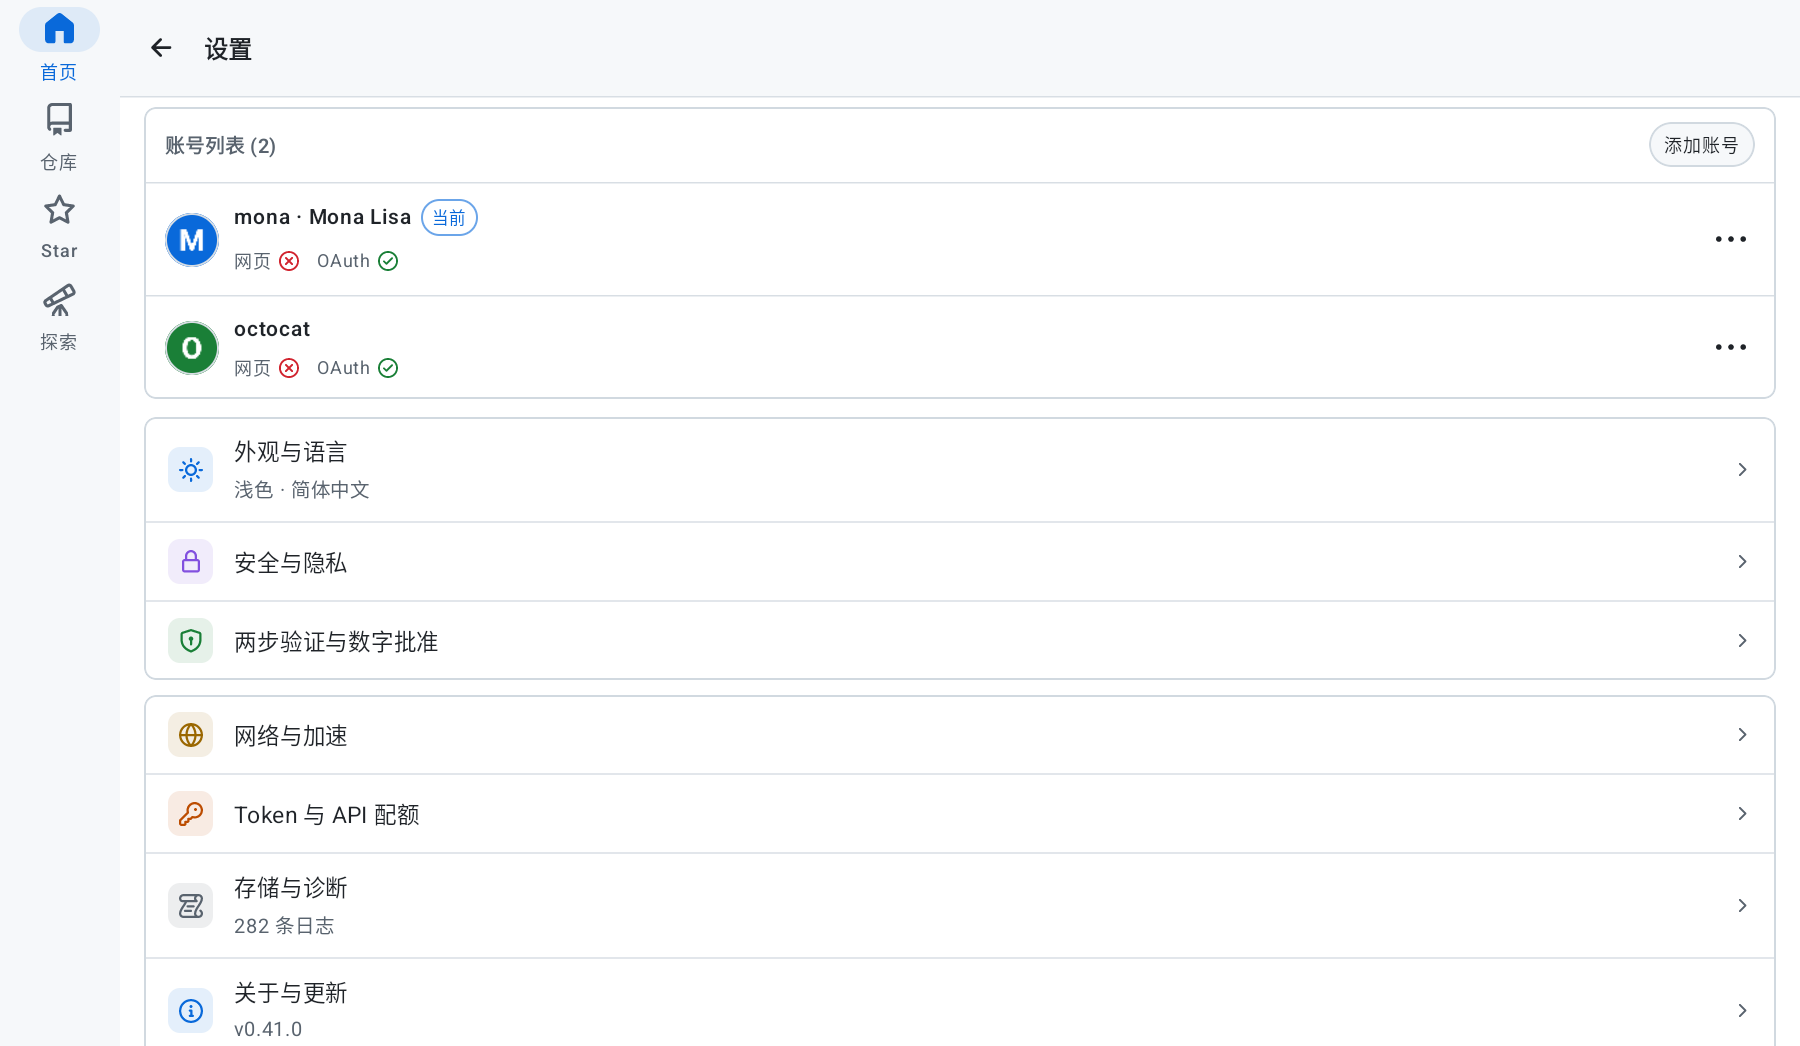 首页
仓库
Star
探索
设置
账号列表 (2)
添加账号
M
mona · Mona Lisa 当前
网页 OAuth
O
octocat
网页 OAuth
外观与语言
浅色 · 简体中文
安全与隐私
两步验证与数字批准
网络与加速
Token 与 API 配额
存储与诊断
282 条日志
关于与更新
v0.41.0